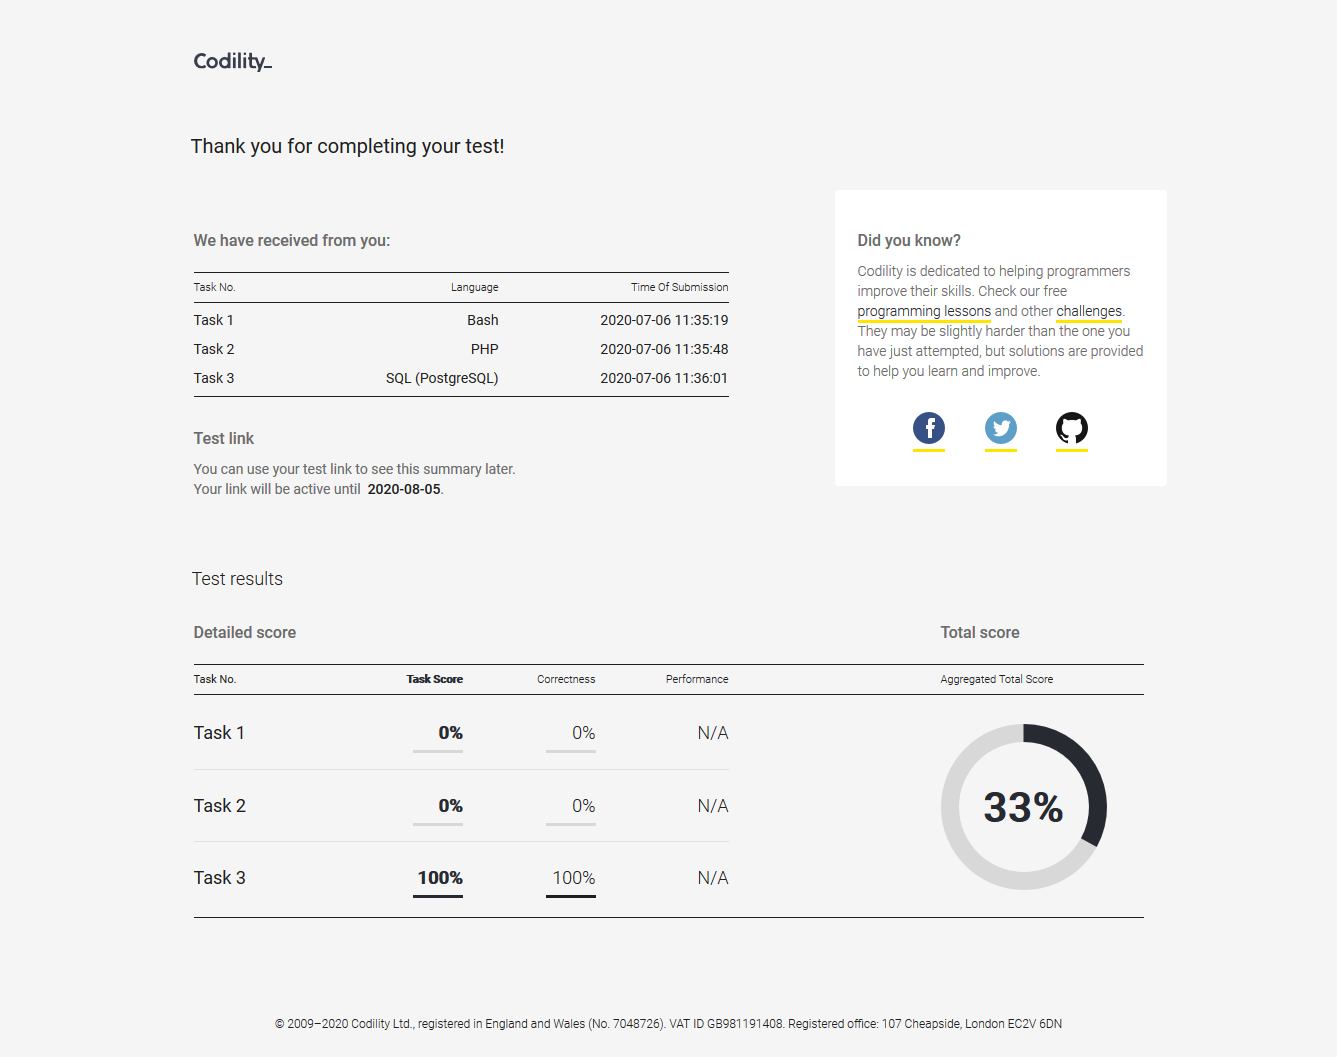 Codility_
Thank you for completing your test!
We have received from you:
Task No. Language Time Of Submission
Task 1 Bash 2020-07-06 11:35:19
Task 2 PHP 2020-07-06 11:35:48
Task 3 SQL (PostgreSQL) 2020-07-06 11:36:01
Test link
You can use your test link to see this summary later.
Your link will be active until 2020-08-05.
Did you know?
Codility is dedicated to helping programmers
improve their skills. Check our free
programming lessons and other challenges.
They may be slightly harder than the one you
have just attempted, but solutions are provided
to help you learn and improve.
Test results
Detailed score Total score
Task No. Task Score Correctness Performance Aggregated Total Score
Task 1 0% 0% N/A
Task 2 0% 0% N/A
33%
Task 3 100% 100% N/A
© 2009–2020 Codility Ltd., registered in England and Wales (No. 7048726). VAT ID GB981191408. Registered office: 107 Cheapside, London EC2V 6DN